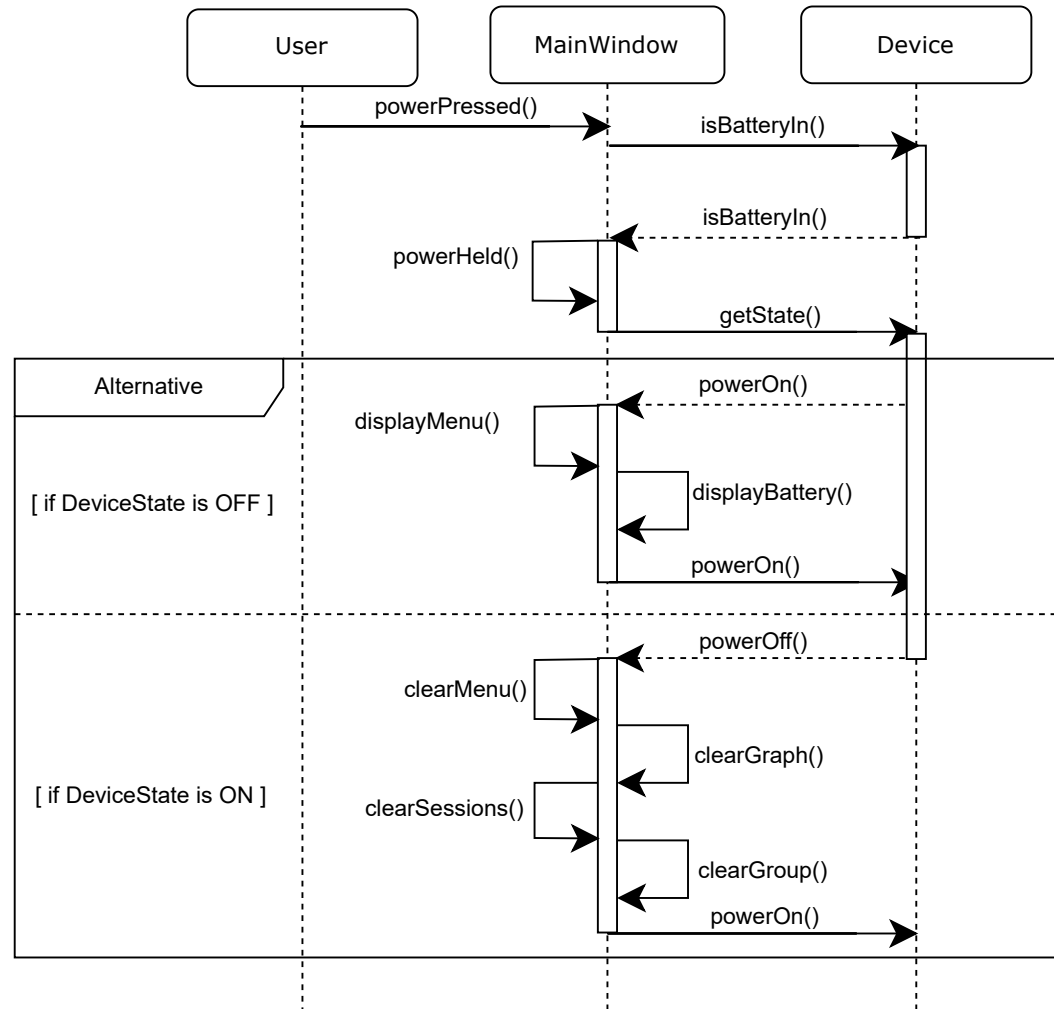 User
MainWindow
Device
powerPressed()
isBatteryIn()
isBatteryIn()
powerHeld()
getState()
Alternative
powerOn()
displayMenu()
[ if DeviceState is OFF ]
displayBattery()
powerOn()
powerOff()
clearMenu()
clearGraph()
[ if DeviceState is ON ]
clearSessions()
clearGroup()
powerOn()